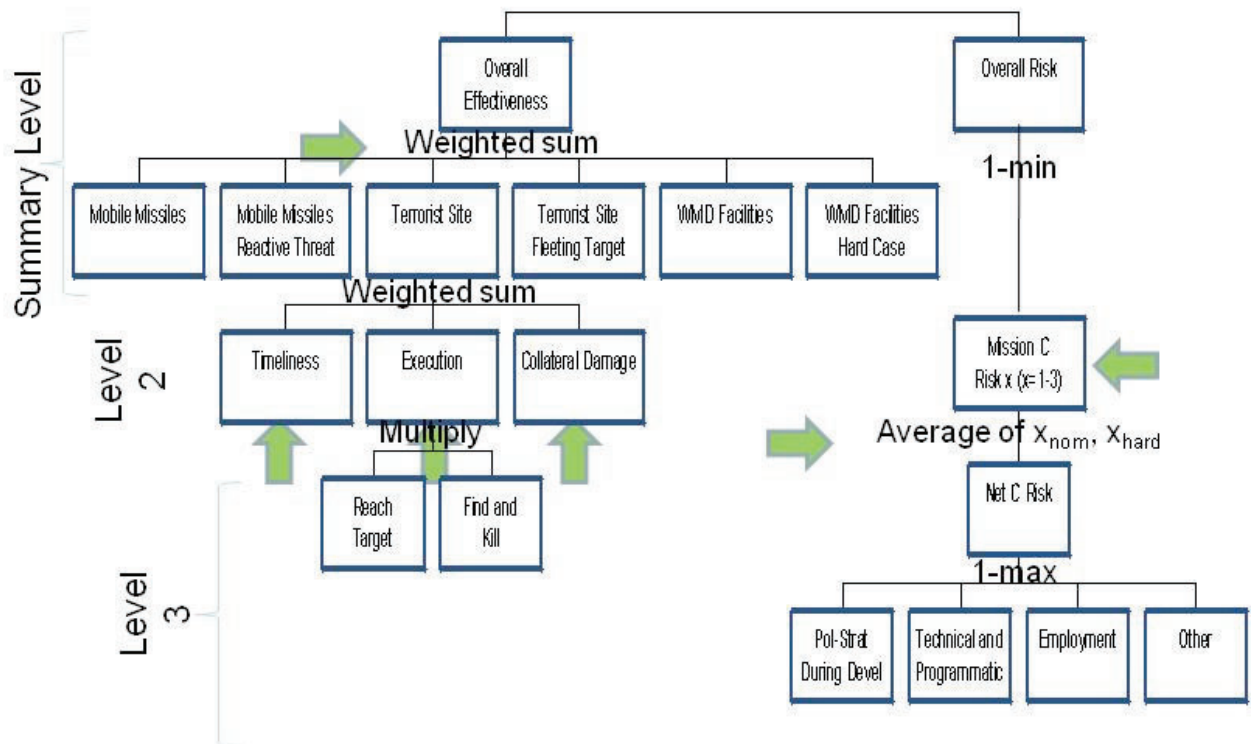 Summary Level
Overall
Effectiveness
Overall Risk
Weighted sum
1-min
Mobile Missiles
Mobile Missiles
Reactive Threat
Terrorist Site
Terrorist Site
Fleeting Target
WMD Facilities
WMD Facilities
Hard Case
Weighted sum
Level
2
Timeliness
Execution
Collateral Damage
Mission C
Risk x (x=1-3)
Multiply
Average of xnom, xhard
Level
3
Reach
Target
Find and
Kill
Net C Risk
1-max
Pol-Strat
During Devel
Technical and
Programmatic
Employment
Other